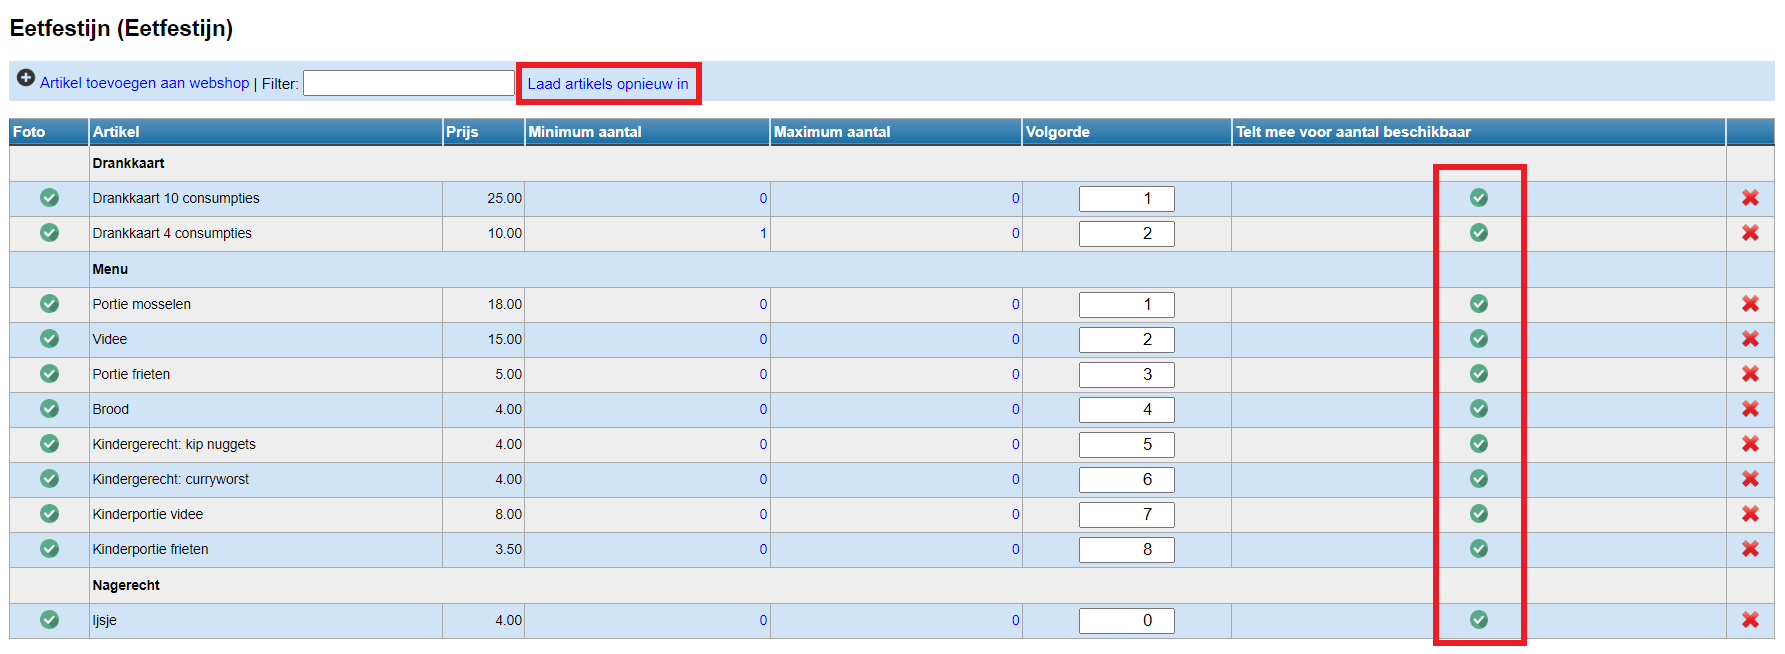 Eetfestijn (Eetfestijn)
Artikel toevoegen aan webshop | Filter: Laad artikels opnieuw in
Foto Artikel Prijs Minimum aantal Maximum aantal Volgorde Telt mee voor aantal beschikbaar
Drankkaart
Drankkaart 10 consumpties 25.00 0 0 1
Drankkaart 4 consumpties 10.00 1 0 2
Menu
Portie mosselen 18.00 0 0 1
Videe 15.00 0 0 2
Portie frieten 5.00 0 0 3
Brood 4.00 0 0 4
Kindergerecht: kip nuggets 4.00 0 0 5
Kindergerecht: curryworst 4.00 0 0 6
Kinderportie videe 8.00 0 0 7
Kinderportie frieten 3.50 0 0 8
Nagerecht
Ijsje 4.00 0 0 0